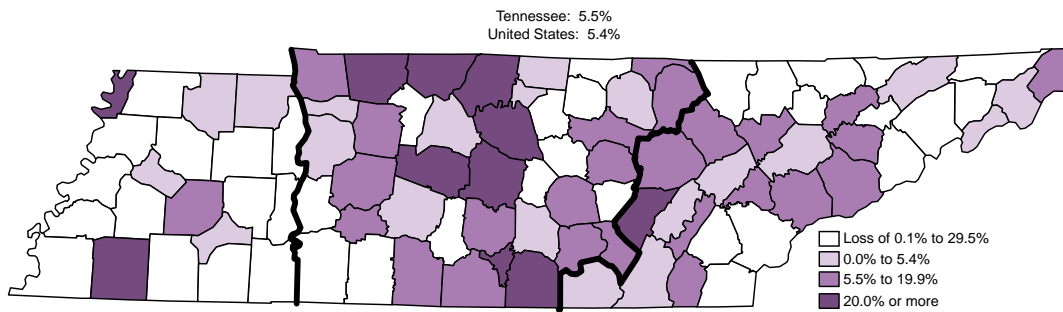 Tennessee: 5.5%
United States: 5.4%
Loss of 0.1% to 29.5%
0.0% to 5.4%
5.5% to 19.9%
20.0% or more